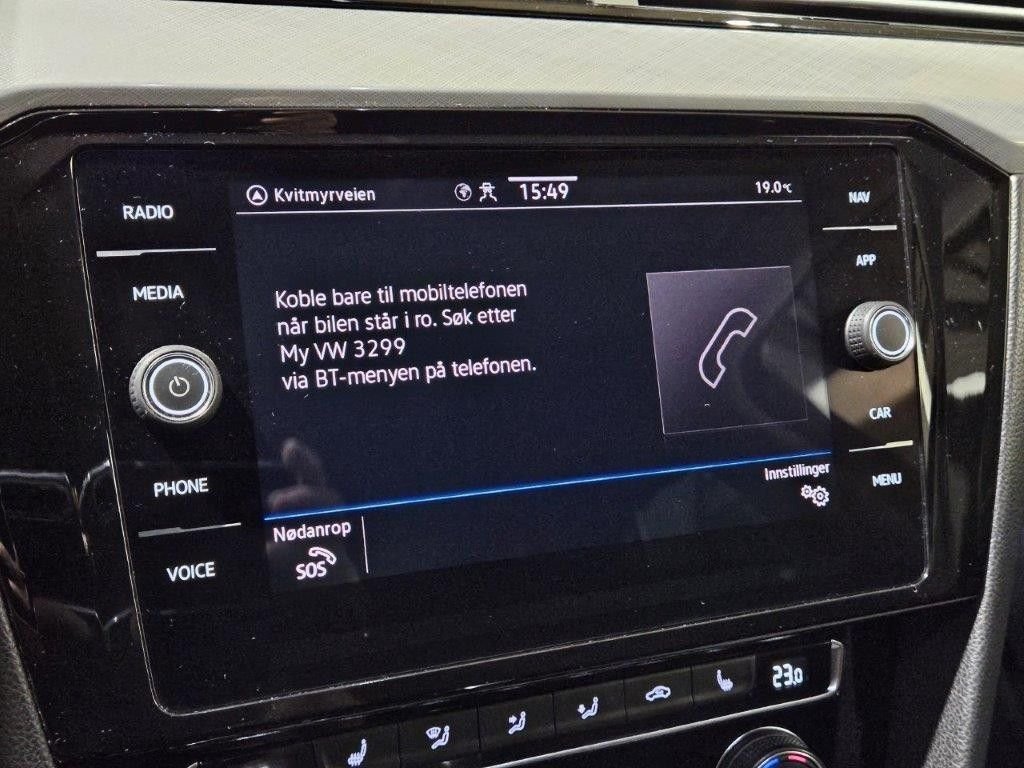 Kvitmyrveien 15:49 19.0°C
RADIO
MEDIA
PHONE
VOICE
Koble bare til mobiltelefonen
når bilen står i ro. Søk etter
My VW 3299
via BT-menyen på telefonen.
Innstillinger
Nødanrop
SOS
NAV
APP
CAR
MENU
23.0